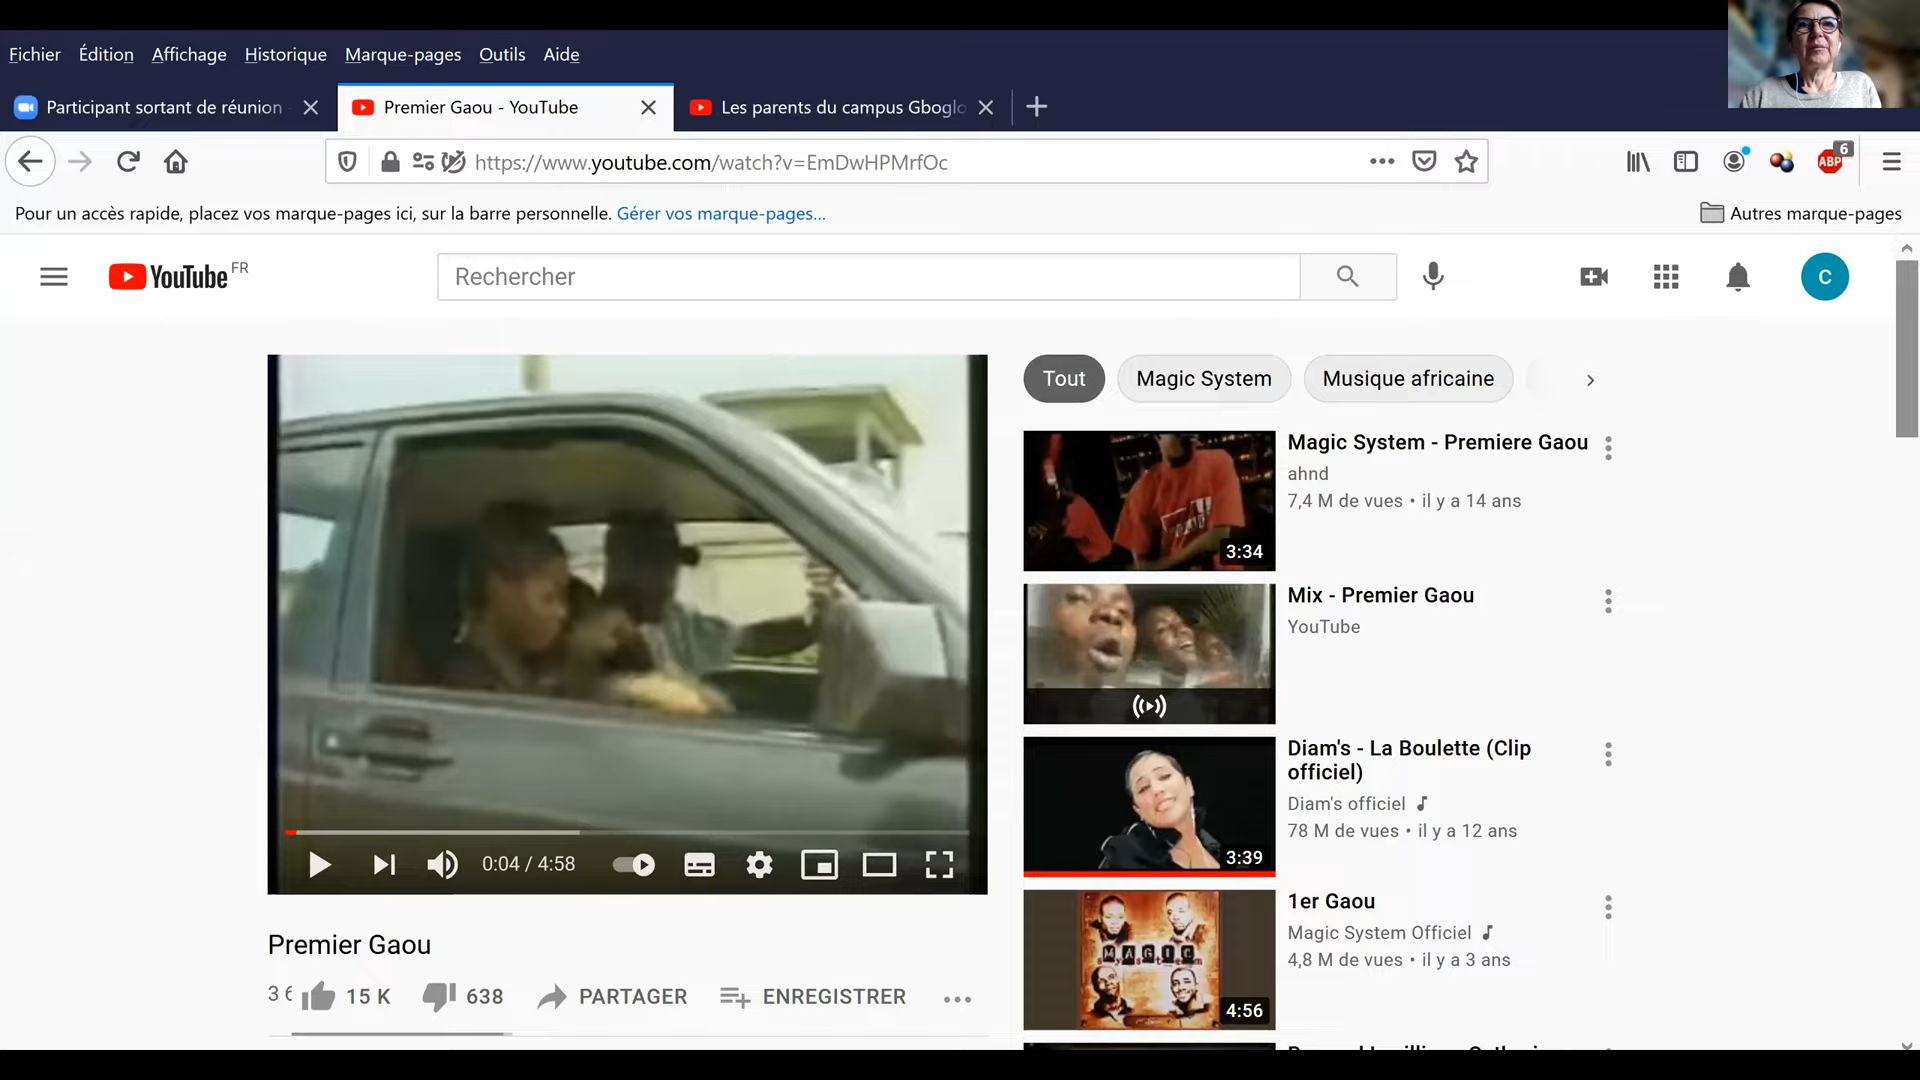 Fichier Édition Affichage Historique Marque-pages Outils Aide
Participant sortant de réunion
Premier Gaou - YouTube
Les parents du campus Gboglo
https://www.youtube.com/watch?v=EmDwHPMrfOc
ABP
6
Pour un accès rapide, placez vos marque-pages ici, sur la barre personnelle. Gérer vos marque-pages...
Autres marque-pages
YouTube FR
Rechercher
C
Tout
Magic System
Musique africaine
Magic System - Premiere Gaou
ahnd
7,4 M de vues • il y a 14 ans
3:34
Mix - Premier Gaou
YouTube
Diam's - La Boulette (Clip
officiel)
Diam's officiel
78 M de vues • il y a 12 ans
3:39
1er Gaou
Magic System Officiel
4,8 M de vues • il y a 3 ans
MAGIC
4:56
0:04 / 4:58
Premier Gaou
3 6
15 K
638
PARTAGER
ENREGISTRER